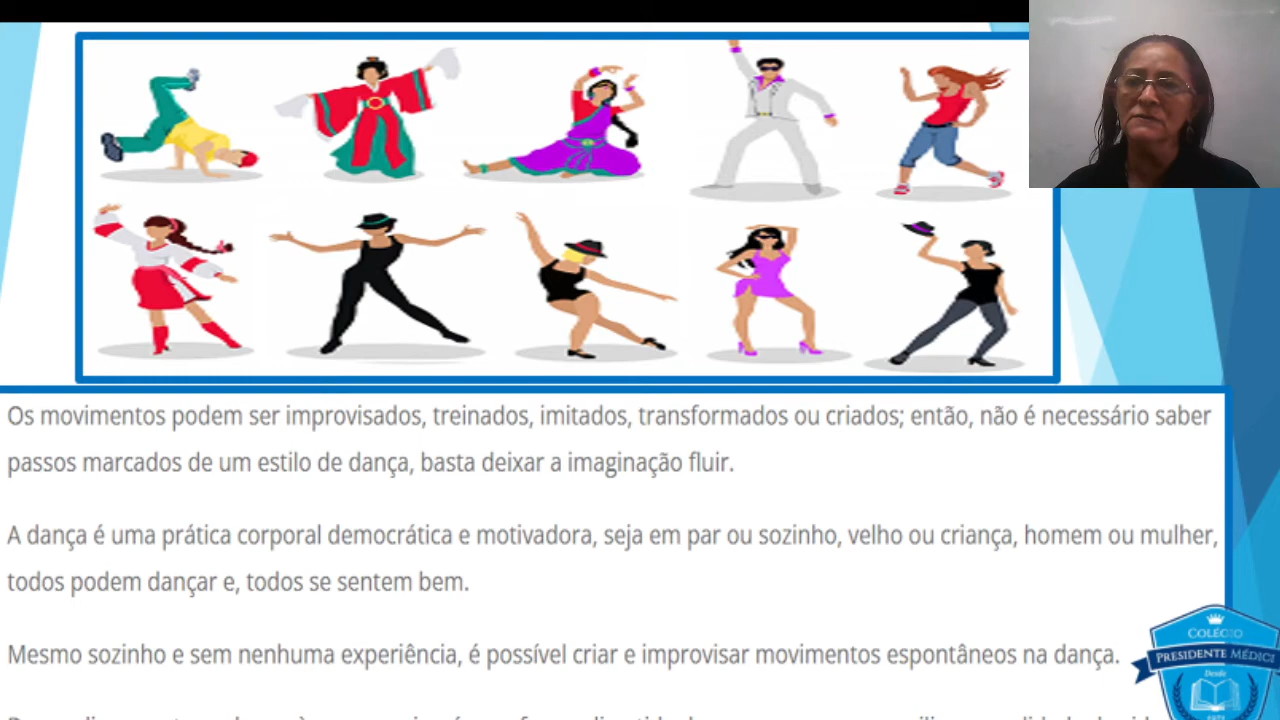 Os movimentos podem ser improvisados, treinados, imitados, transformados ou criados; então, não é necessário saber
passos marcados de um estilo de dança, basta deixar a imaginação fluir.
A dança é uma prática corporal democrática e motivadora, seja em par ou sozinho, velho ou criança, homem ou mulher,
todos podem dançar e, todos se sentem bem.
Mesmo sozinho e sem nenhuma experiência, é possível criar e improvisar movimentos espontâneos na dança.
COLÉGIO
PRESIDENTE MÉDICI
Desde